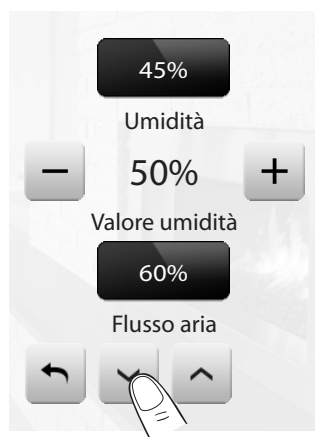 45%
Umidità
− 50% +
Valore umidità
60%
Flusso aria